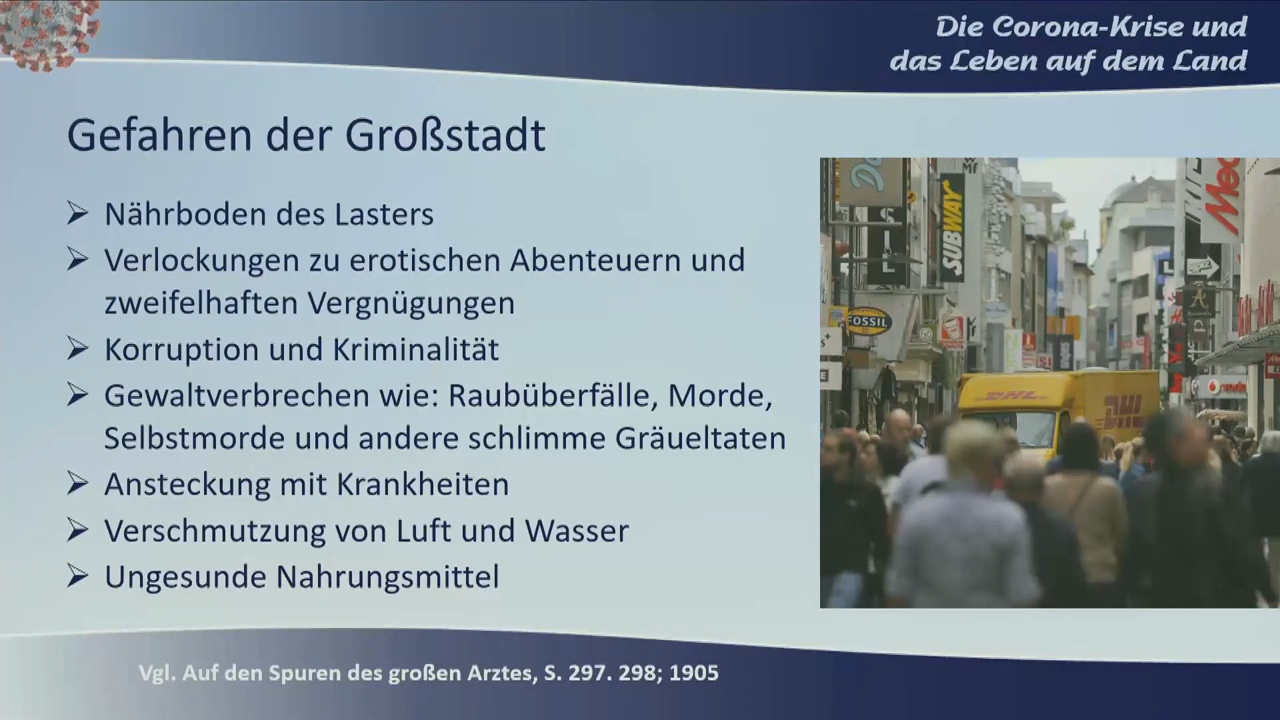 Die Corona-Krise und
das Leben auf dem Land
Gefahren der Großstadt
➢ Nährboden des Lasters
➢ Verlockungen zu erotischen Abenteuern und
zweifelhaften Vergnügungen
➢ Korruption und Kriminalität
➢ Gewaltverbrechen wie: Raubüberfälle, Morde,
Selbstmorde und andere schlimme Gräueltaten
➢ Ansteckung mit Krankheiten
➢ Verschmutzung von Luft und Wasser
➢ Ungesunde Nahrungsmittel
SUBWAY
FOSSIL
DHL
DHL
Vgl. Auf den Spuren des großen Arztes, S. 297. 298; 1905